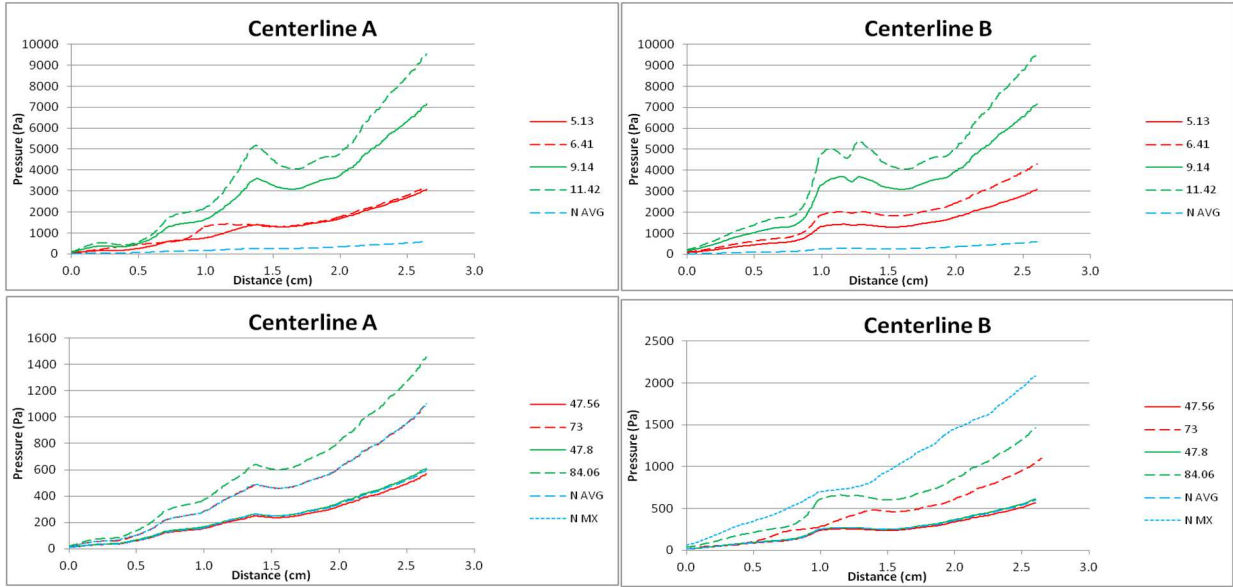 Centerline A
10000
9000
8000
7000
6000
5000
4000
3000
2000
1000
0
Pressure (Pa)
0.0 0.5 1.0 1.5 2.0 2.5 3.0
Distance (cm)
5.13
6.41
9.14
11.42
N AVG
Centerline B
10000
9000
8000
7000
6000
5000
4000
3000
2000
1000
0
Pressure (Pa)
0.0 0.5 1.0 1.5 2.0 2.5 3.0
Distance (cm)
5.13
6.41
9.14
11.42
N AVG
Centerline A
1600
1400
1200
1000
800
600
400
200
0
Pressure (Pa)
0.0 0.5 1.0 1.5 2.0 2.5 3.0
Distance (cm)
47.56
73
47.8
84.06
N AVG
N MX
Centerline B
2500
2000
1500
1000
500
0
Pressure (Pa)
0.0 0.5 1.0 1.5 2.0 2.5 3.0
Distance (cm)
47.56
73
47.8
84.06
N AVG
N MX